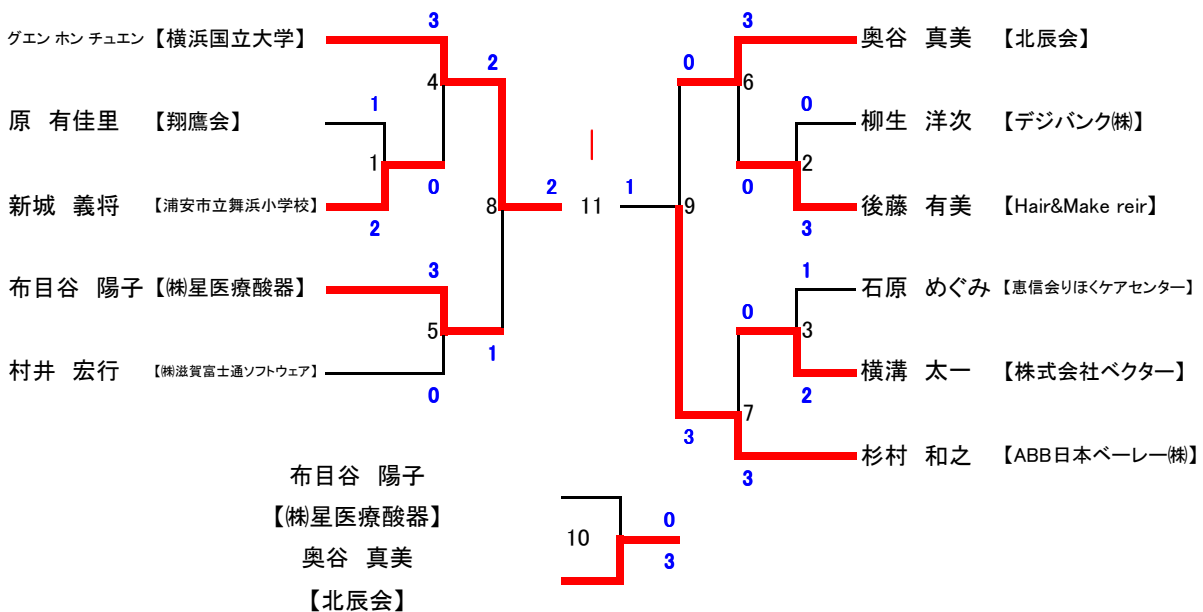 3
3
グエン ホン チュエン 【横浜国立大学】
奥谷 真美 【北辰会】
2
0
4
6
1
0
原 有佳里 【翔鷹会】
柳生 洋次 【デジバンク㈱】
1
2
0
0
2
1
新城 義将 【浦安市立舞浜小学校】
8
11
9
後藤 有美 【Hair&Make reir】
2
3
3
1
布目谷 陽子 【㈱星医療酸器】
石原 めぐみ 【恵信会りほくケアセンター】
0
5
3
1
村井 宏行 【㈱滋賀富士通ソフトウェア】
横溝 太一 【株式会社ベクター】
0
2
7
3
杉村 和之 【ABB日本ベーレー㈱】
3
布目谷 陽子
【㈱星医療酸器】
0
10
奥谷 真美
3
【北辰会】